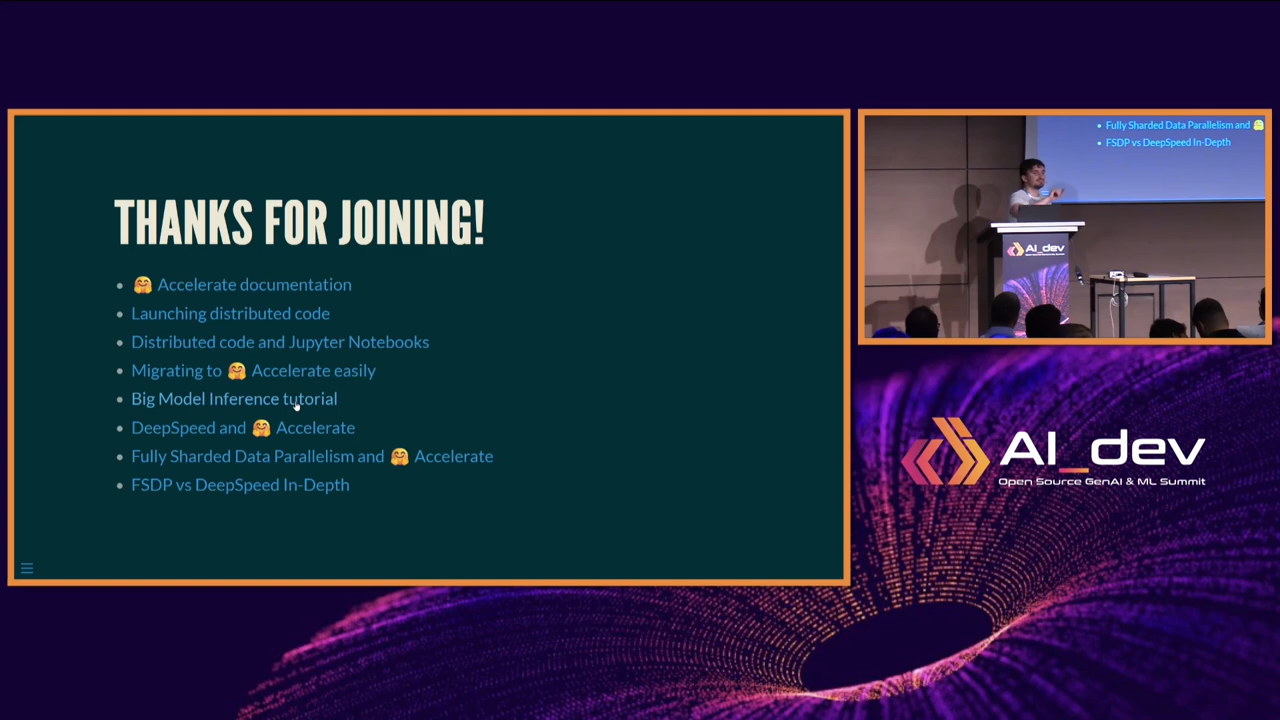 THANKS FOR JOINING!
🤗 Accelerate documentation
Launching distributed code
Distributed code and Jupyter Notebooks
Migrating to 🤗 Accelerate easily
Big Model Inference tutorial
DeepSpeed and 🤗 Accelerate
Fully Sharded Data Parallelism and 🤗 Accelerate
FSDP vs DeepSpeed In-Depth
Fully Sharded Data Parallelism and 🤗
FSDP vs DeepSpeed In-Depth
AI_dev
AI_dev
Open Source GenAI & ML Summit